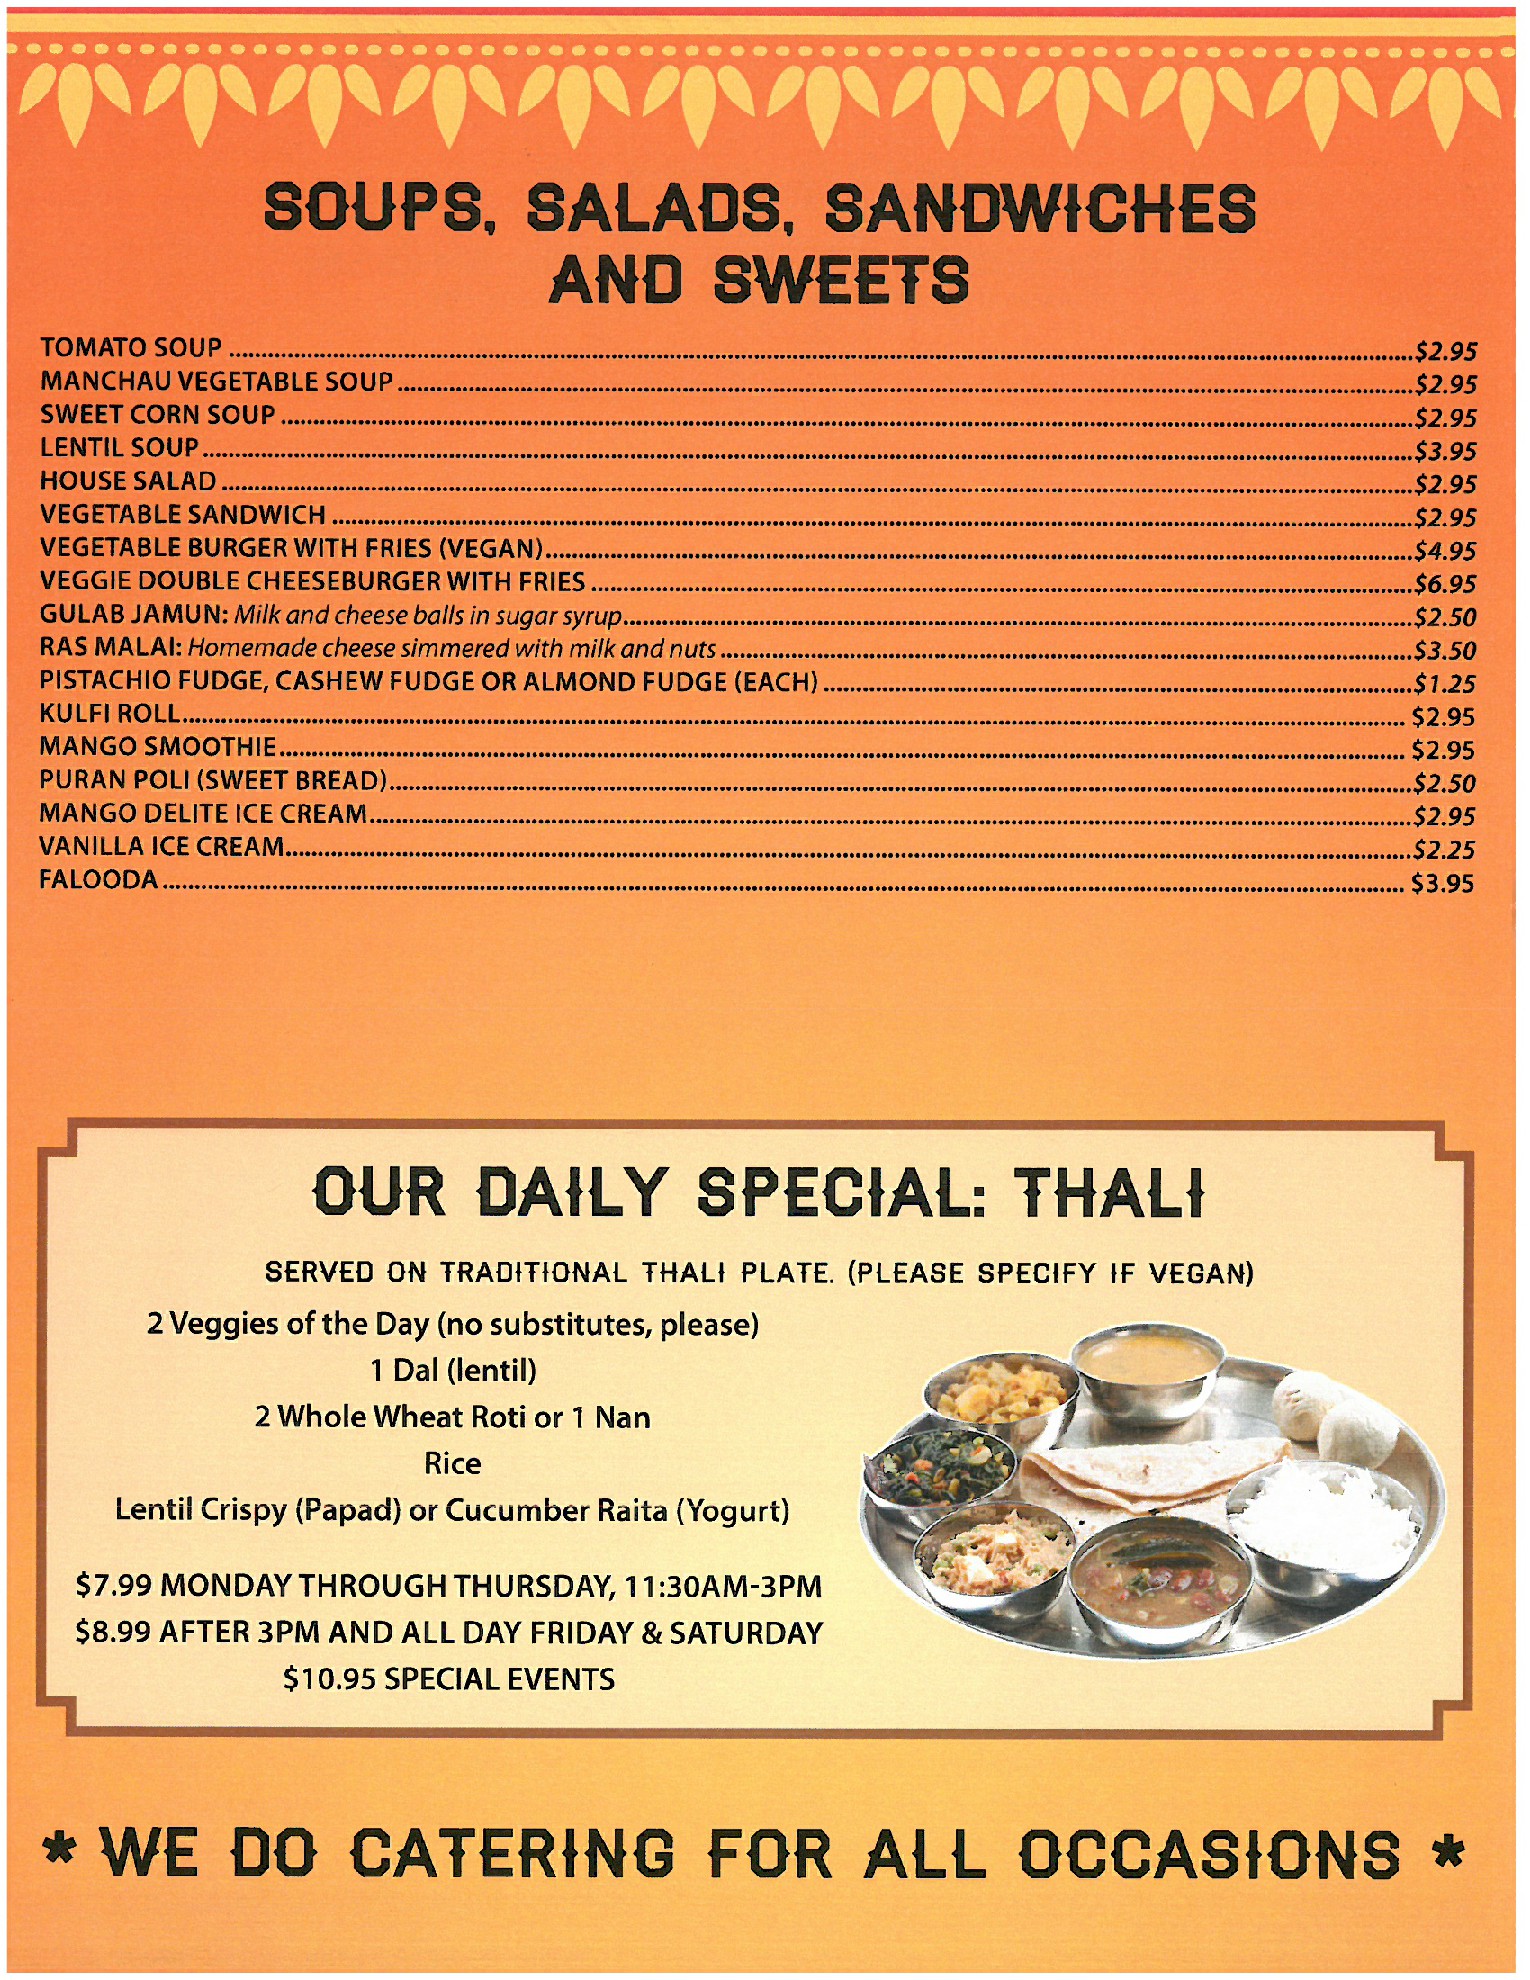 SOUPS, SALADS, SANDWICHES
AND SWEETS
TOMATO SOUP $2.95
MANCHAU VEGETABLE SOUP $2.95
SWEET CORN SOUP $2.95
LENTIL SOUP $3.95
HOUSE SALAD $2.95
VEGETABLE SANDWICH $2.95
VEGETABLE BURGER WITH FRIES (VEGAN) $4.95
VEGGIE DOUBLE CHEESEBURGER WITH FRIES $6.95
GULAB JAMUN: Milk and cheese balls in sugar syrup $2.50
RAS MALAI: Homemade cheese simmered with milk and nuts $3.50
PISTACHIO FUDGE, CASHEW FUDGE OR ALMOND FUDGE (EACH) $1.25
KULFI ROLL $2.95
MANGO SMOOTHIE $2.95
PURAN POLI (SWEET BREAD) $2.50
MANGO DELITE ICE CREAM $2.95
VANILLA ICE CREAM $2.25
FALOODA $3.95
OUR DAILY SPECIAL: THALI
SERVED ON TRADITIONAL THALI PLATE. (PLEASE SPECIFY IF VEGAN)
2 Veggies of the Day (no substitutes, please)
1 Dal (lentil)
2 Whole Wheat Roti or 1 Nan
Rice
Lentil Crispy (Papad) or Cucumber Raita (Yogurt)
$7.99 MONDAY THROUGH THURSDAY, 11:30AM-3PM
$8.99 AFTER 3PM AND ALL DAY FRIDAY & SATURDAY
$10.95 SPECIAL EVENTS
* WE DO CATERING FOR ALL OCCASIONS *